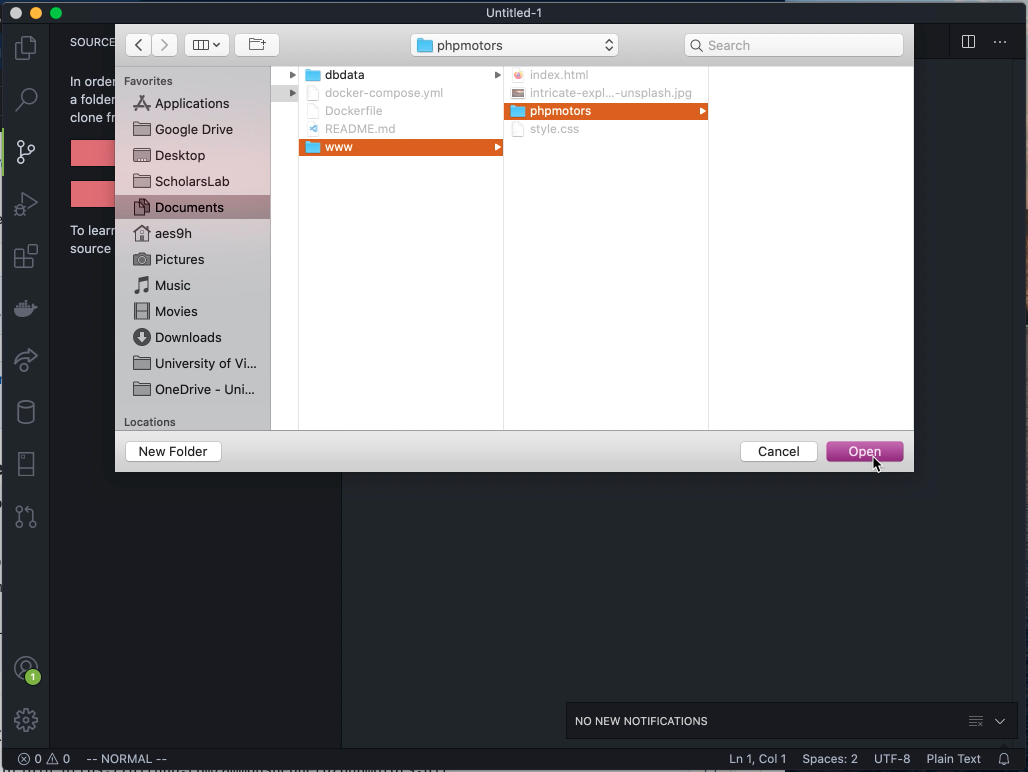 Untitled-1
SOURCE
In order
a folder
clone fr
To learn
source
phpmotors
Search
Favorites
Applications
Google Drive
Desktop
ScholarsLab
Documents
aes9h
Pictures
Music
Movies
Downloads
University of Vi...
OneDrive - Uni...
Locations
dbdata
docker-compose.yml
Dockerfile
README.md
www
index.html
intricate-expl...-unsplash.jpg
phpmotors
style.css
New Folder
Cancel
Open
1
NO NEW NOTIFICATIONS
0 0 -- NORMAL --
Ln 1, Col 1 Spaces: 2 UTF-8 Plain Text